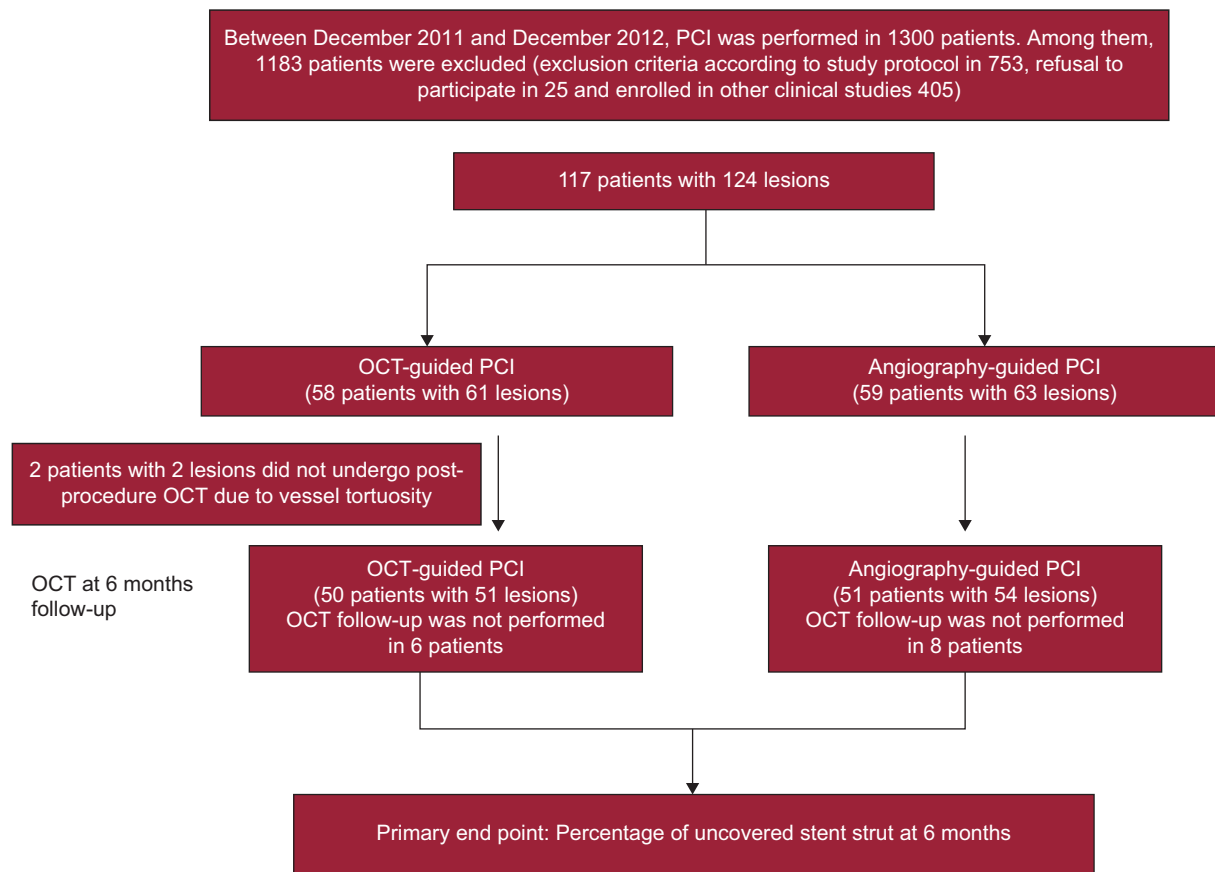 Between December 2011 and December 2012, PCI was performed in 1300 patients. Among them,
1183 patients were excluded (exclusion criteria according to study protocol in 753, refusal to
participate in 25 and enrolled in other clinical studies 405)
117 patients with 124 lesions
OCT-guided PCI
(58 patients with 61 lesions)
Angiography-guided PCI
(59 patients with 63 lesions)
2 patients with 2 lesions did not undergo post-
procedure OCT due to vessel tortuosity
OCT at 6 months
follow-up
OCT-guided PCI
(50 patients with 51 lesions)
OCT follow-up was not performed
in 6 patients
Angiography-guided PCI
(51 patients with 54 lesions)
OCT follow-up was not performed
in 8 patients
Primary end point: Percentage of uncovered stent strut at 6 months